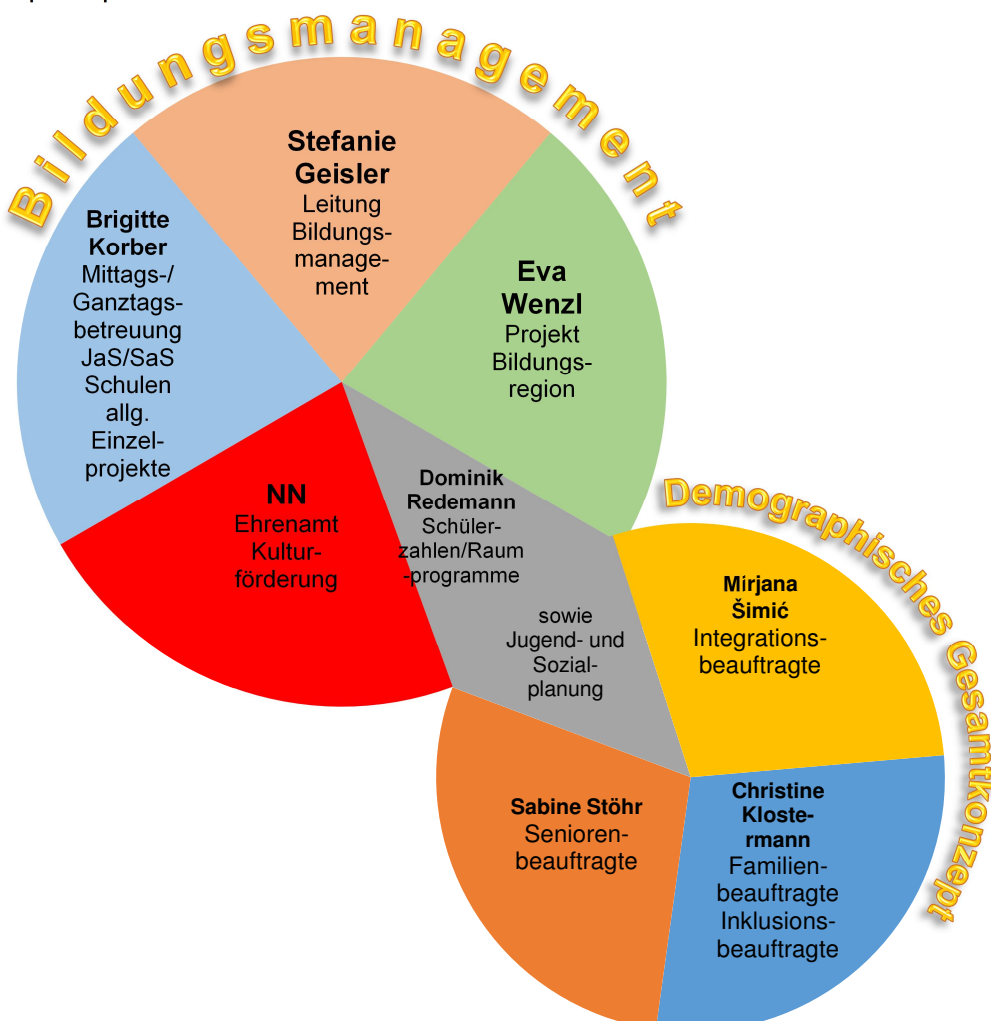 Bildungsmanagement
Stefanie
Geisler
Leitung
Bildungs-
manage-
ment
Brigitte
Korber
Mittags-/
Ganztags-
betreuung
JaS/SaS
Schulen
allg.
Einzel-
projekte
Eva
Wenzl
Projekt
Bildungs-
region
NN
Ehrenamt
Kultur-
förderung
Dominik
Redemann
Schüler-
zahlen/Raum
-programme
sowie
Jugend- und
Sozial-
planung
Demographisches Gesamtkonzept
Mirjana
Šimić
Integrations-
beauftragte
Sabine Stöhr
Senioren-
beauftragte
Christine
Kloste-
rmann
Familien-
beauftragte
Inklusions-
beauftragte